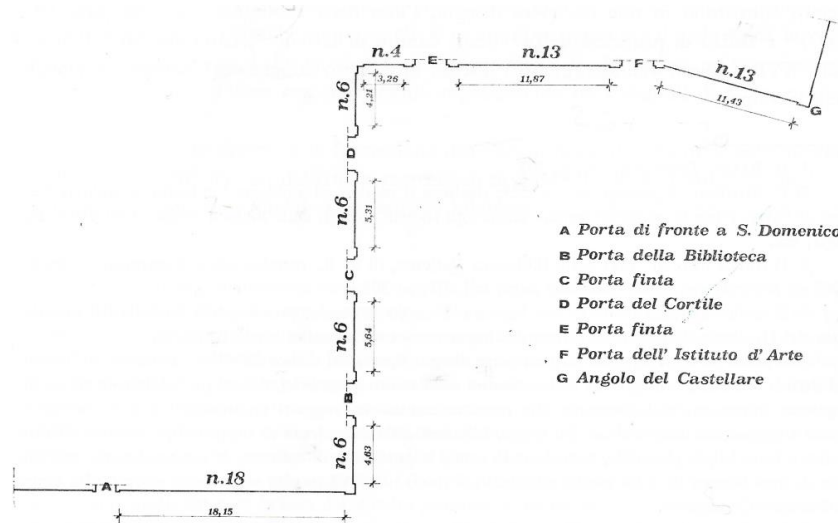 n.4
E
n.13
F
n.13
3,26
11,87
11,43
G
n.6
4,21
D
n.6
5,31
C
n.6
5,64
B
n.6
4,63
A
n.18
18,15
A Porta di fronte a S. Domenico
B Porta della Biblioteca
C Porta finta
D Porta del Cortile
E Porta finta
F Porta dell' Istituto d' Arte
G Angolo del Castellare